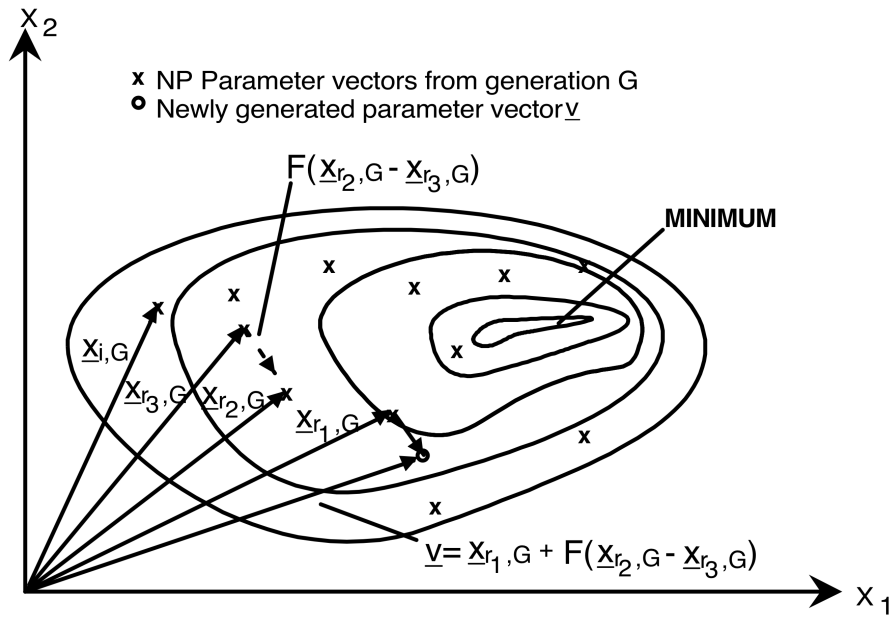 X2
x NP Parameter vectors from generation G
o Newly generated parameter vector v
F(xr2,G - xr3,G)
MINIMUM
xi,G
xr3,G
xr2,G
xr1,G
v= xr1,G + F(xr2,G - xr3,G)
X1